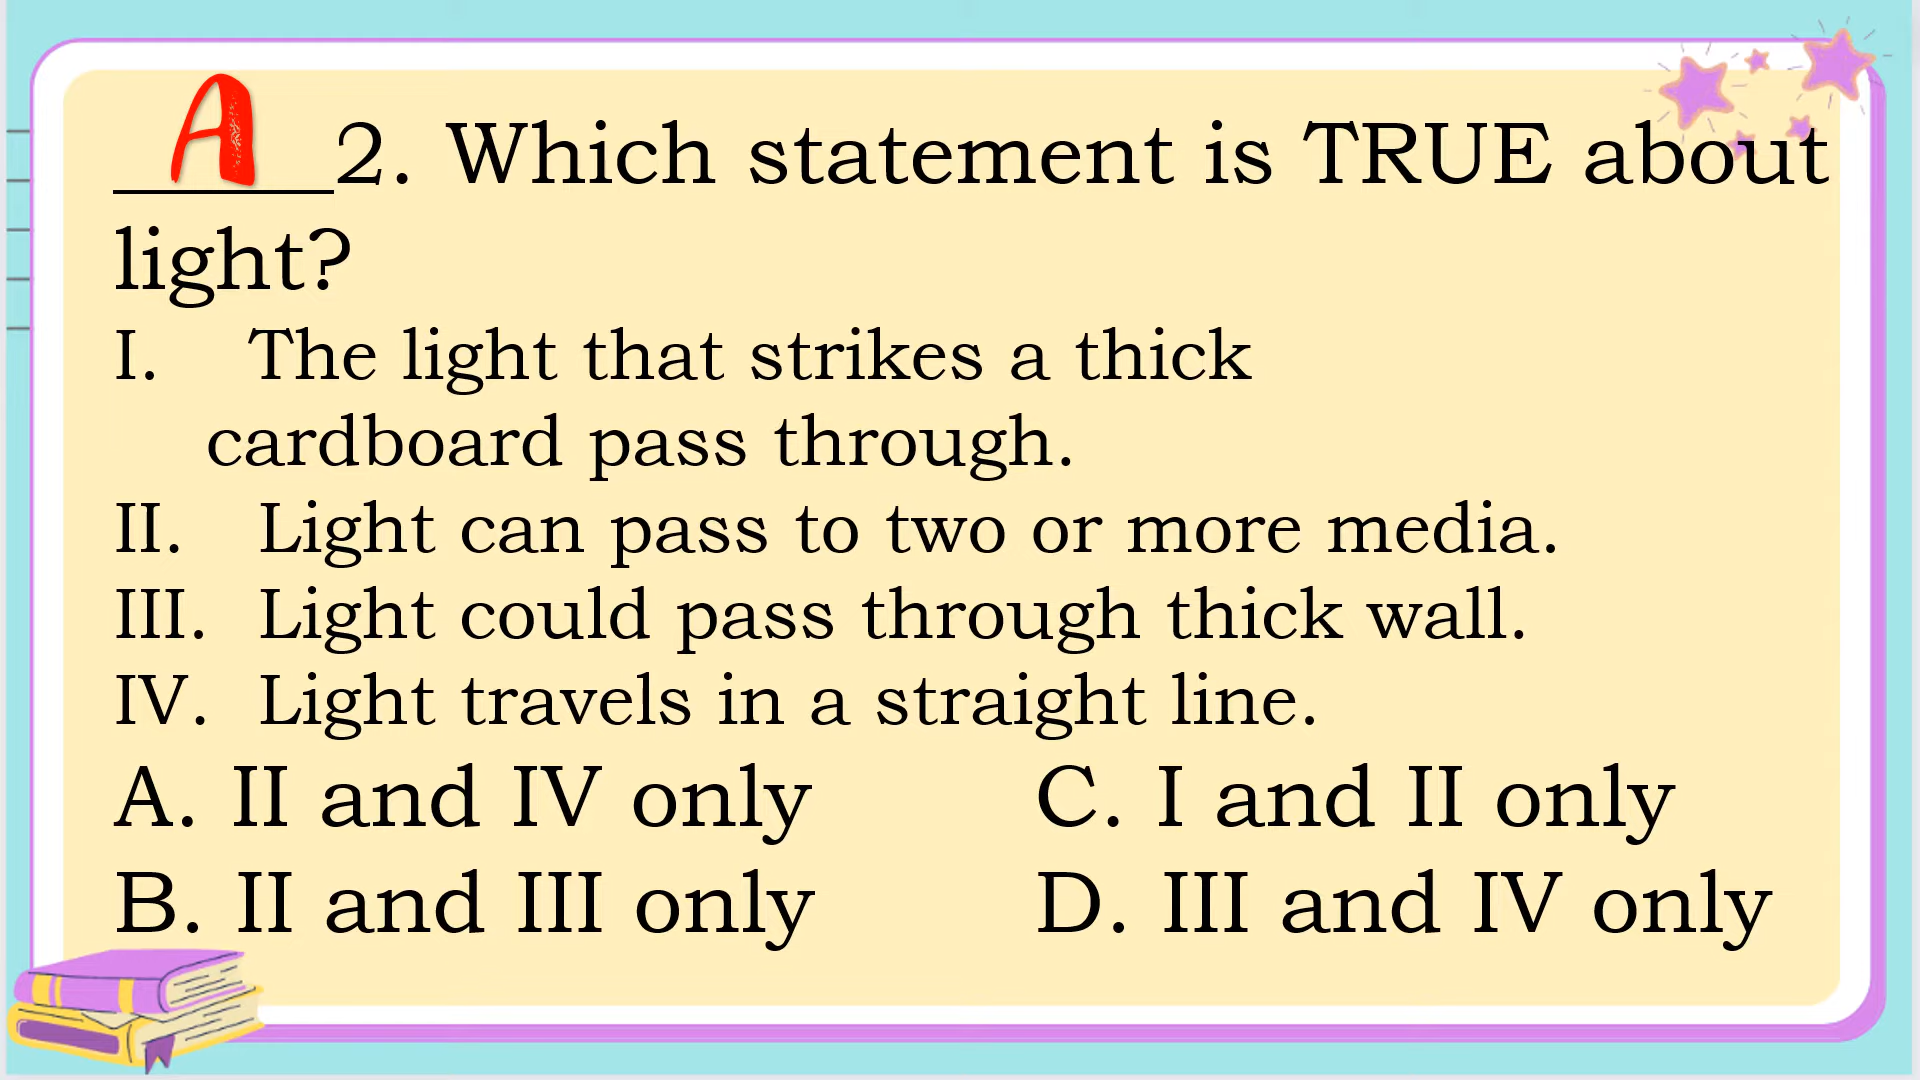 A
_____2. Which statement is TRUE about
light?
I. The light that strikes a thick
cardboard pass through.
II. Light can pass to two or more media.
III. Light could pass through thick wall.
IV. Light travels in a straight line.
A. II and IV only C. I and II only
B. II and III only D. III and IV only